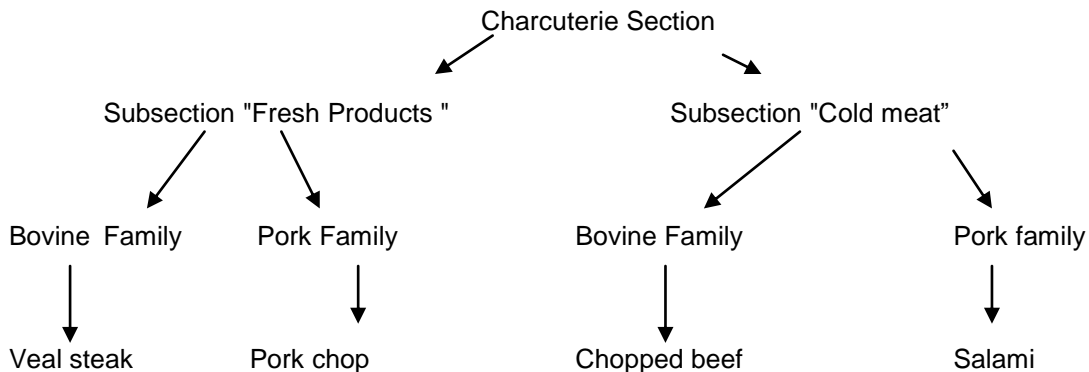 Charcuterie Section
Subsection "Fresh Products " Subsection "Cold meat”
Bovine  Family Pork Family Bovine Family Pork family
Veal steak Pork chop Chopped beef Salami